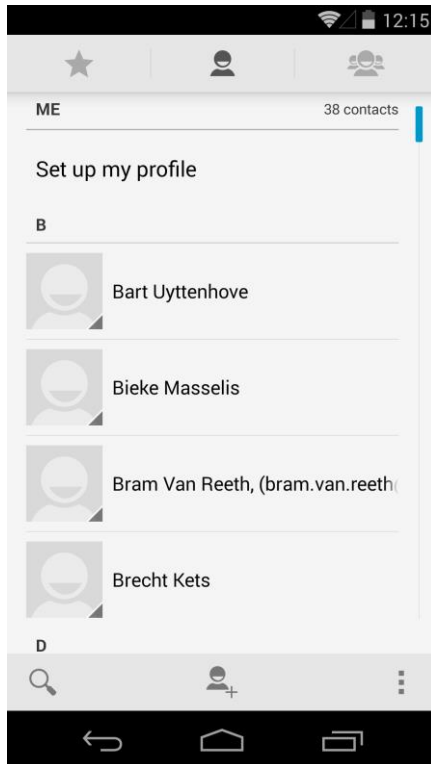 12:15
ME 38 contacts
Set up my profile
B
Bart Uyttenhove
Bieke Masselis
Bram Van Reeth, (bram.van.reeth@
Brecht Kets
D